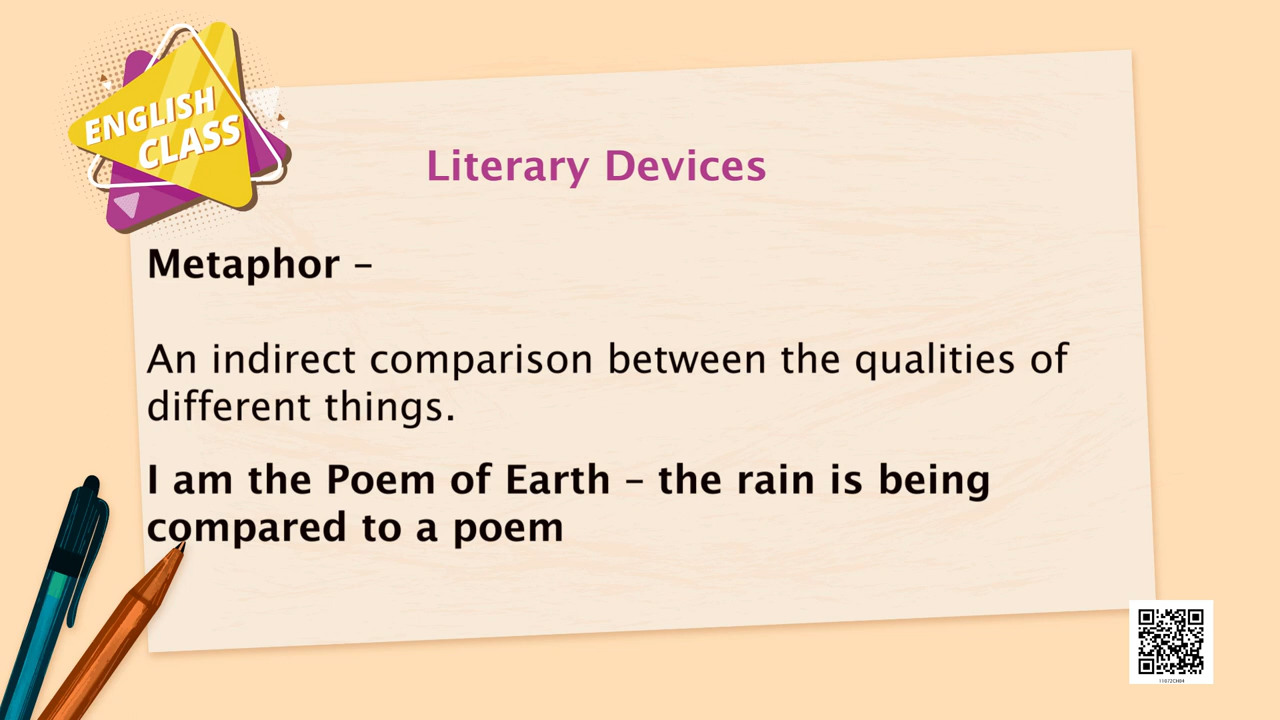 ENGLISH
CLASS
Literary Devices
Metaphor –
An indirect comparison between the qualities of
different things.
I am the Poem of Earth – the rain is being
compared to a poem
11072CH04